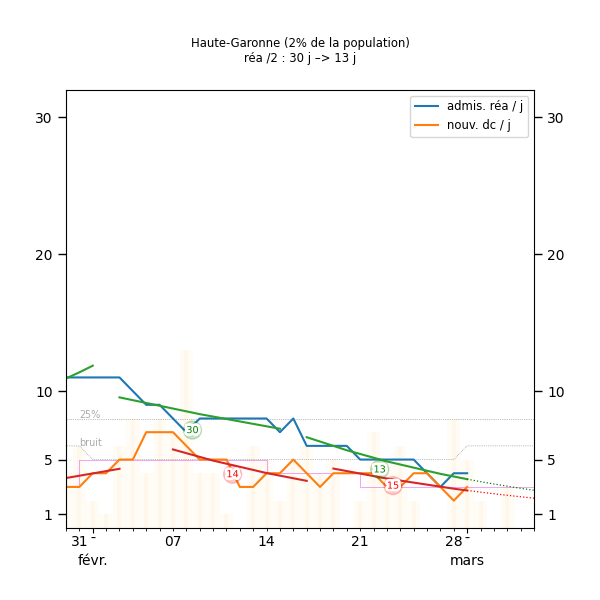 Haute-Garonne (2% de la population)
réa /2 : 30 j –> 13 j
admis. réa / j
nouv. dc / j
30 30
20 20
10 10
25%
30
bruit
5 5
13
14
15
1 1
31 - 07 14 21 28 -
févr. mars